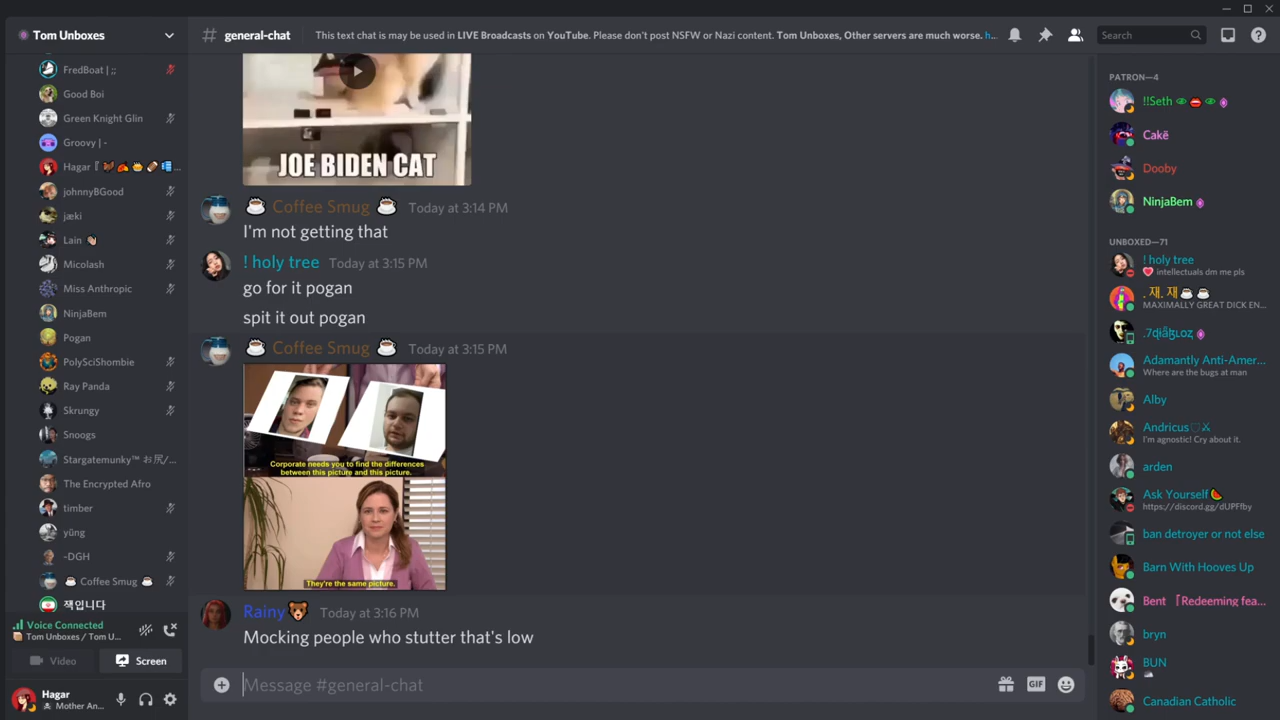 Tom Unboxes
general-chat
This text chat is may be used in LIVE Broadcasts on YouTube. Please don't post NSFW or Nazi content. Tom Unboxes, Other servers are much worse. h...
Search
FredBoat | ;;
Good Boi
Green Knight Glin
Groovy | -
Hagar
johnnyBGood
jæki
Lain
Micolash
Miss Anthropic
NinjaBem
Pogan
PolySciShombie
Ray Panda
Skrungy
Snoogs
Stargatemunky™ お尻/...
The Encrypted Afro
timber
yüng
-DGH
Coffee Smug
잭입니다
Voice Connected
Tom Unboxes / Tom U...
Video
Screen
Hagar
Mother An...
JOE BIDEN CAT
Coffee Smug Today at 3:14 PM
I'm not getting that
! holy tree Today at 3:15 PM
go for it pogan
spit it out pogan
Coffee Smug Today at 3:15 PM
Corporate needs you to find the differences
between this picture and this picture.
They're the same picture.
Rainy Today at 3:16 PM
Mocking people who stutter that's low
Message #general-chat
GIF
PATRON—4
!!Seth
Cakë
Dooby
NinjaBem
UNBOXED—71
! holy tree
intellectuals dm me pls
. 재. 재
MAXIMALLY GREAT DICK EN...
Adamantly Anti-Amer...
Where are the bugs at man
Alby
Andricus
I'm agnostic! Cry about it.
arden
Ask Yourself
https://discord.gg/dUPFfby
ban detroyer or not else
Barn With Hooves Up
Bent 「Redeeming fea...
bryn
BUN
Canadian Catholic